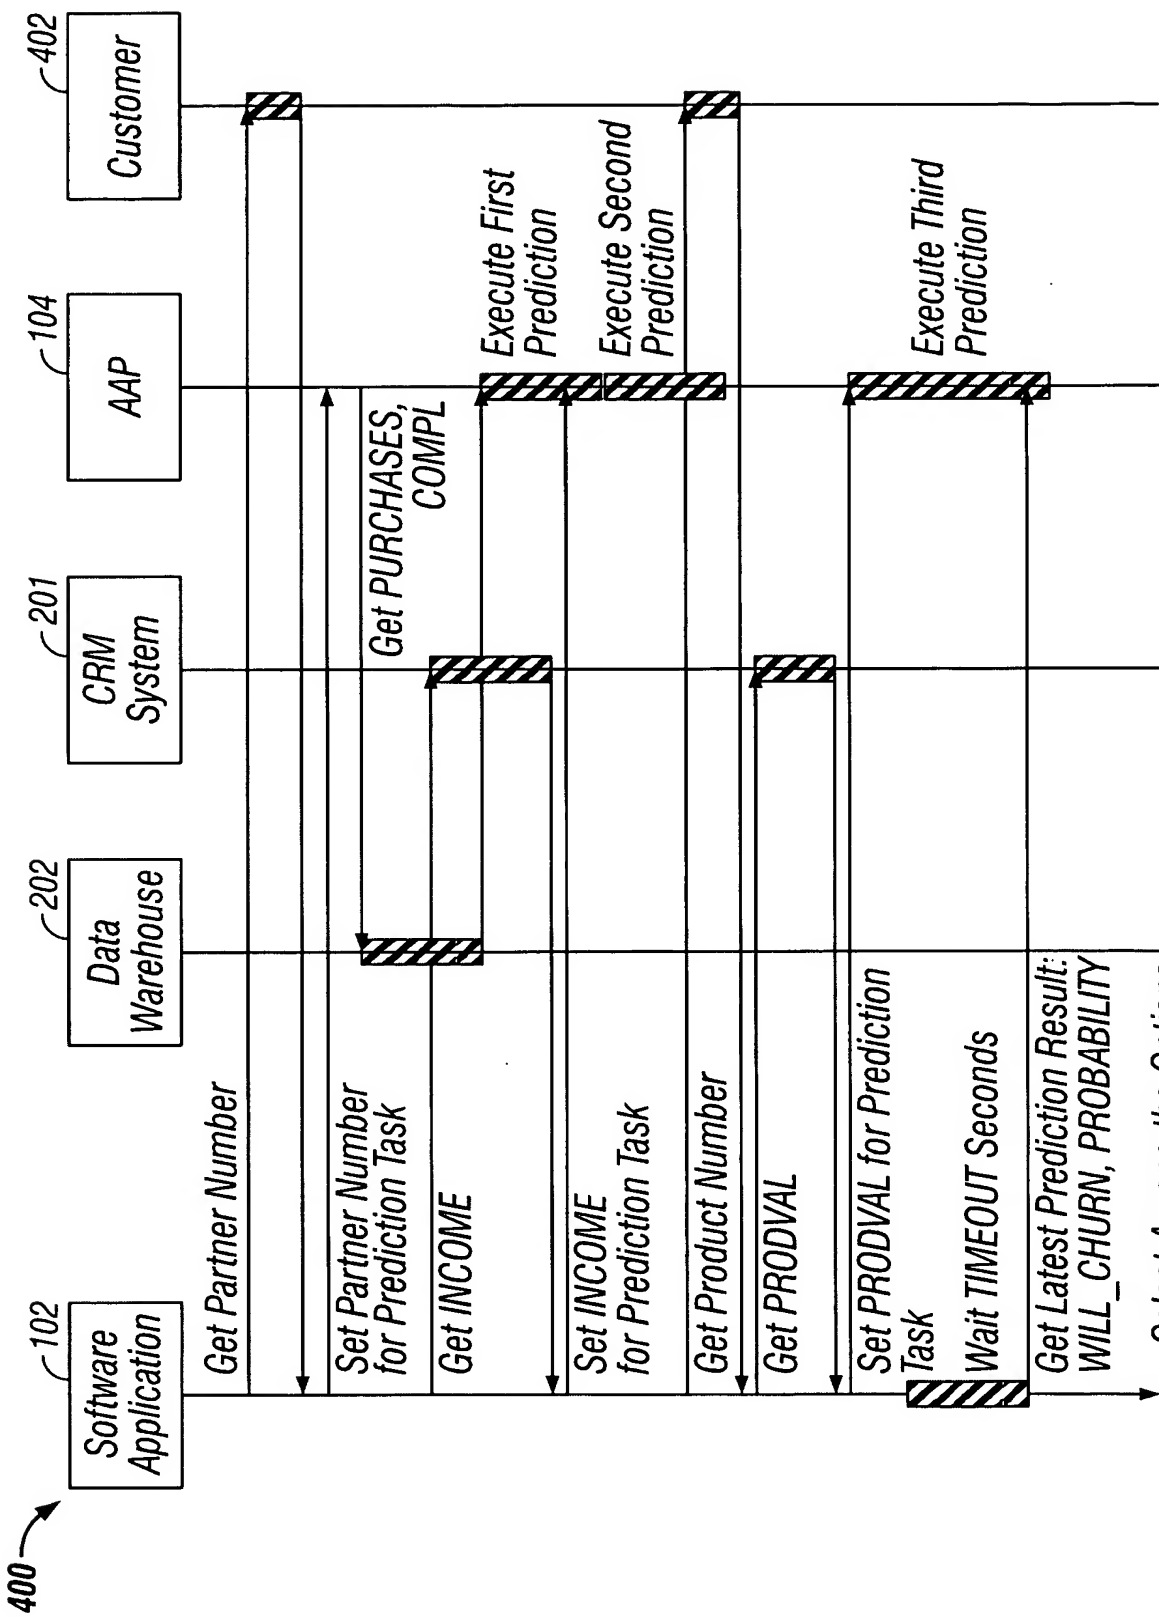 400
102
Software
Application
202
Data
Warehouse
201
CRM
System
104
AAP
402
Customer
Get Partner Number
Set Partner Number
for Prediction Task
Get PURCHASES,
COMPL
Get INCOME
Execute First
Prediction
Set INCOME
for Prediction Task
Execute Second
Prediction
Get Product Number
Get PRODVAL
Set PRODVAL for Prediction
Task
Execute Third
Prediction
Wait TIMEOUT Seconds
Get Latest Prediction Result:
WILL_CHURN, PROBABILITY